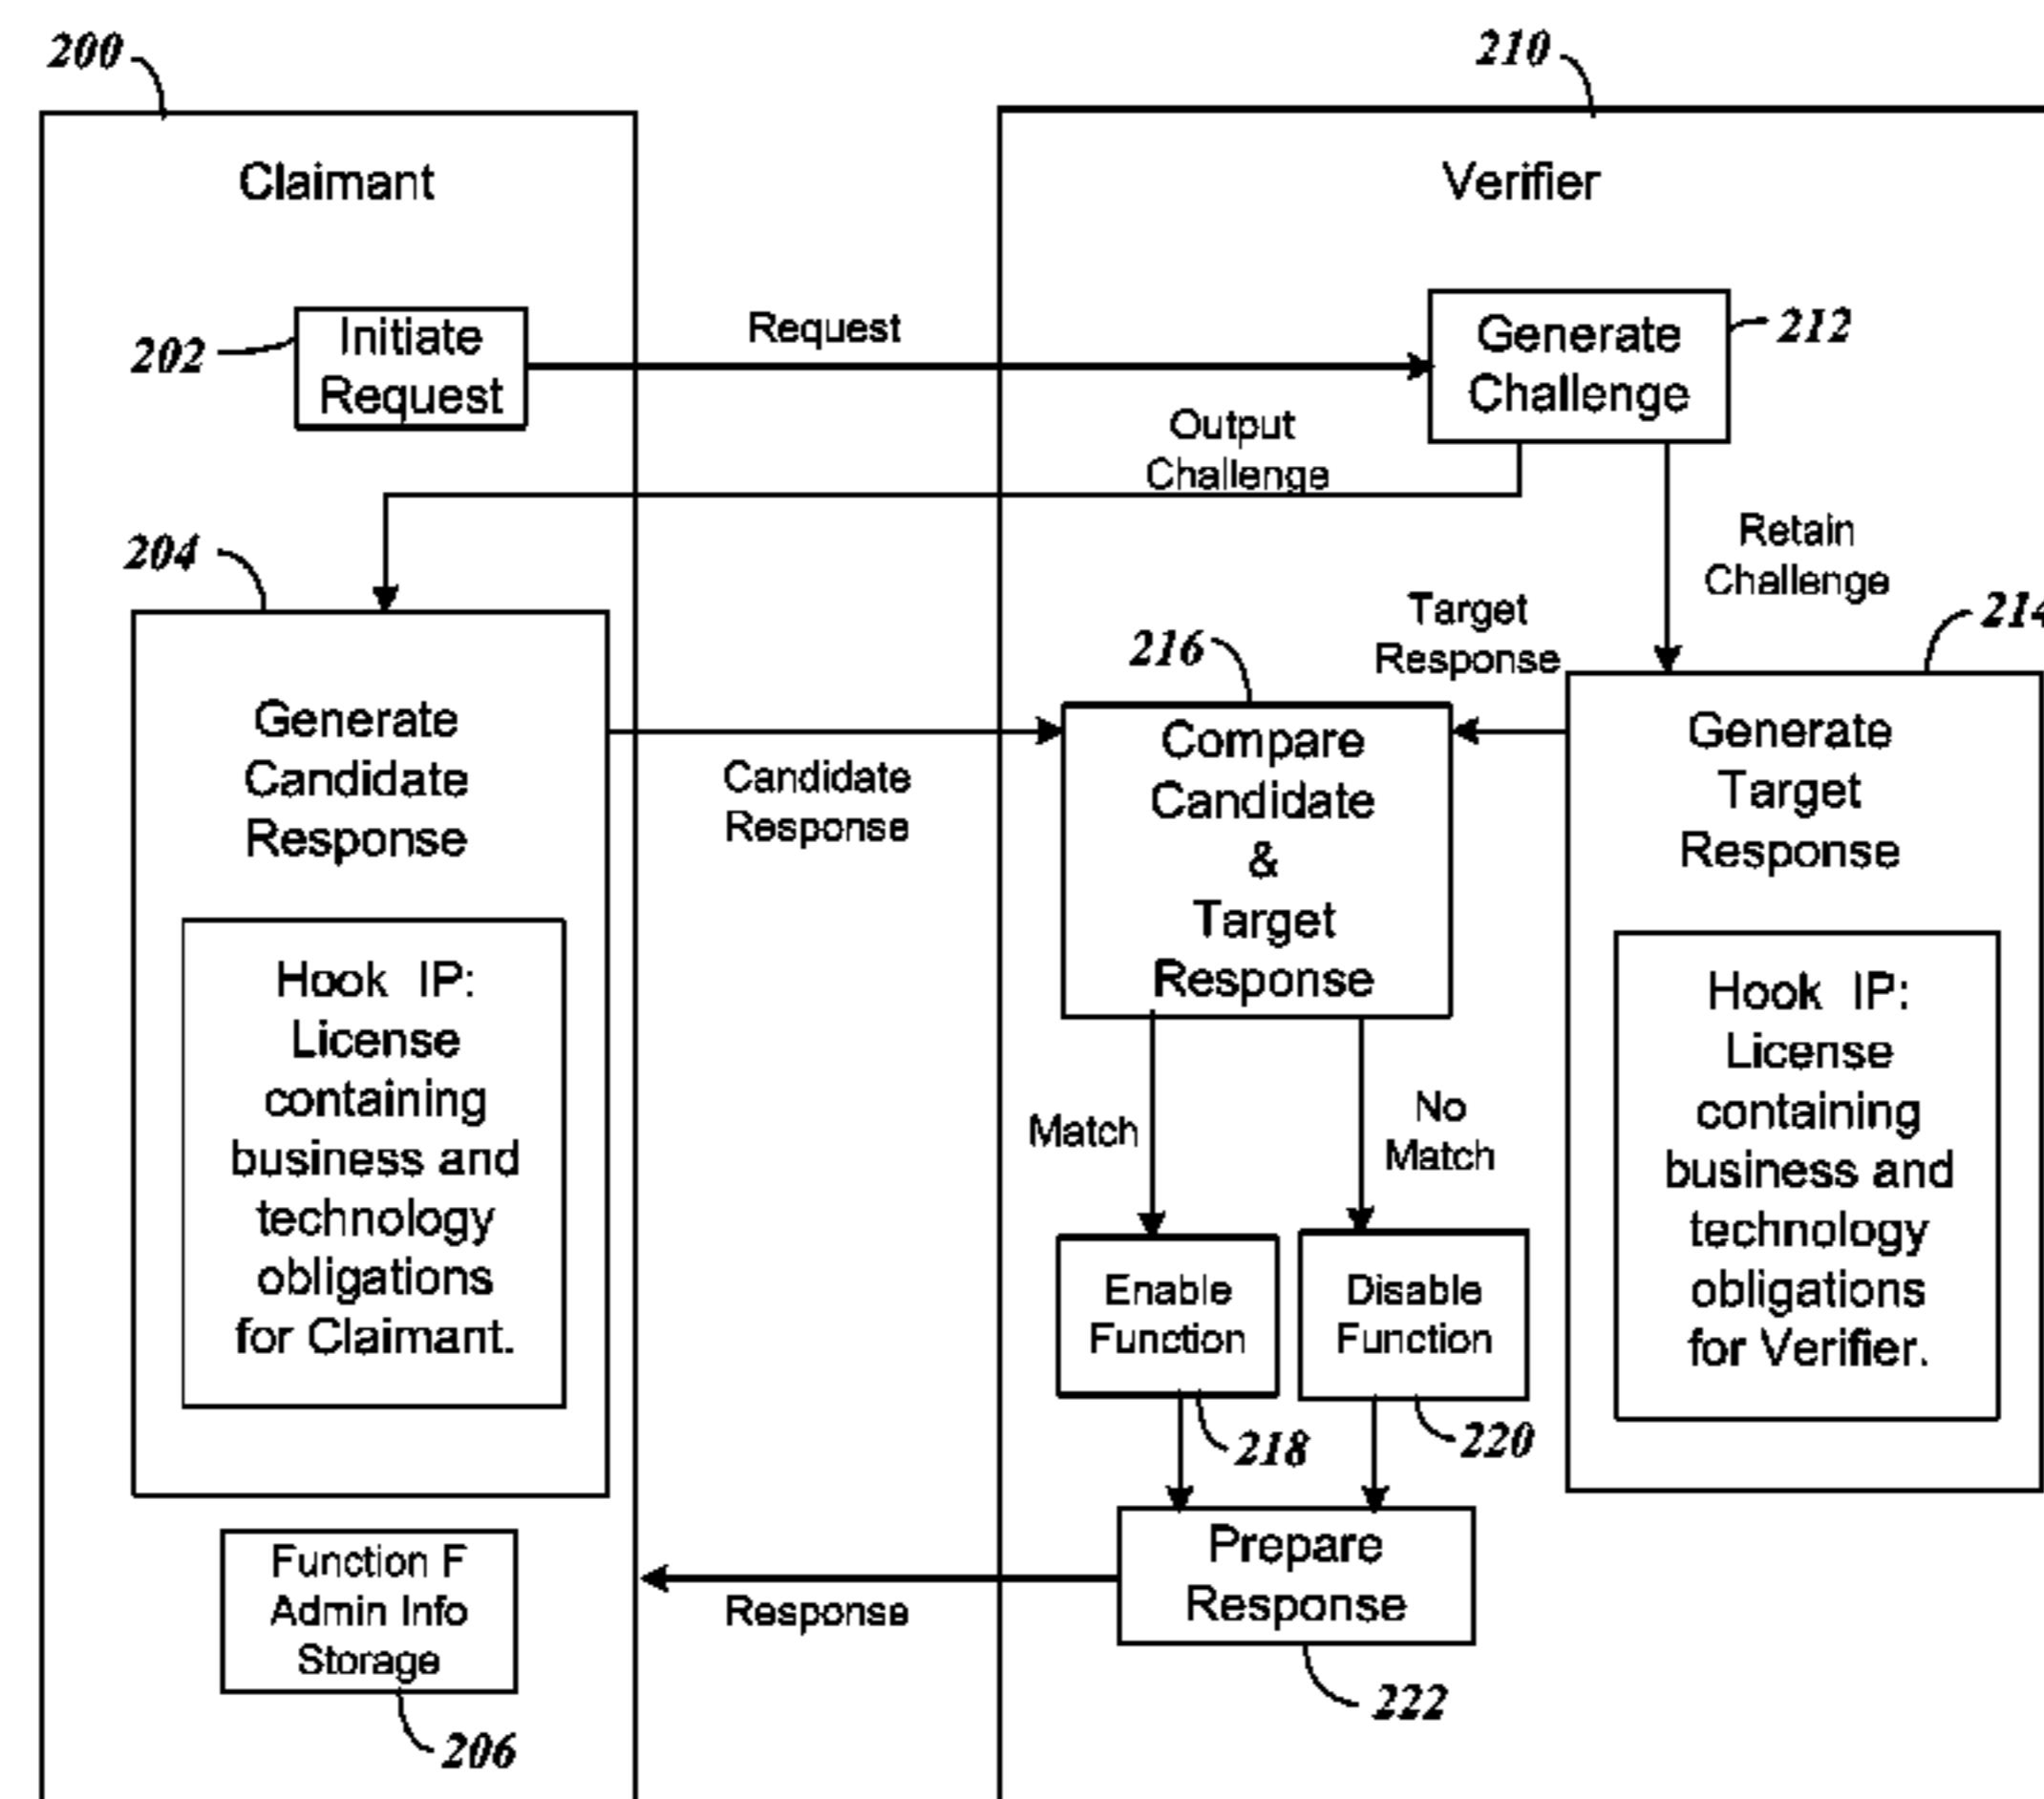 200
210
Claimant
Verifier
202
Initiate
Request
Request
Generate
Challenge
212
Output
Challenge
Retain
Challenge
204
Generate
Candidate
Response
Hook IP:
License
containing
business and
technology
obligations
for Claimant.
Candidate
Response
216
Compare
Candidate
&
Target
Response
Target
Response
214
Generate
Target
Response
Hook IP:
License
containing
business and
technology
obligations
for Verifier.
Match
No
Match
Enable
Function
Disable
Function
218
220
Prepare
Response
222
Response
Function F
Admin Info
Storage
206